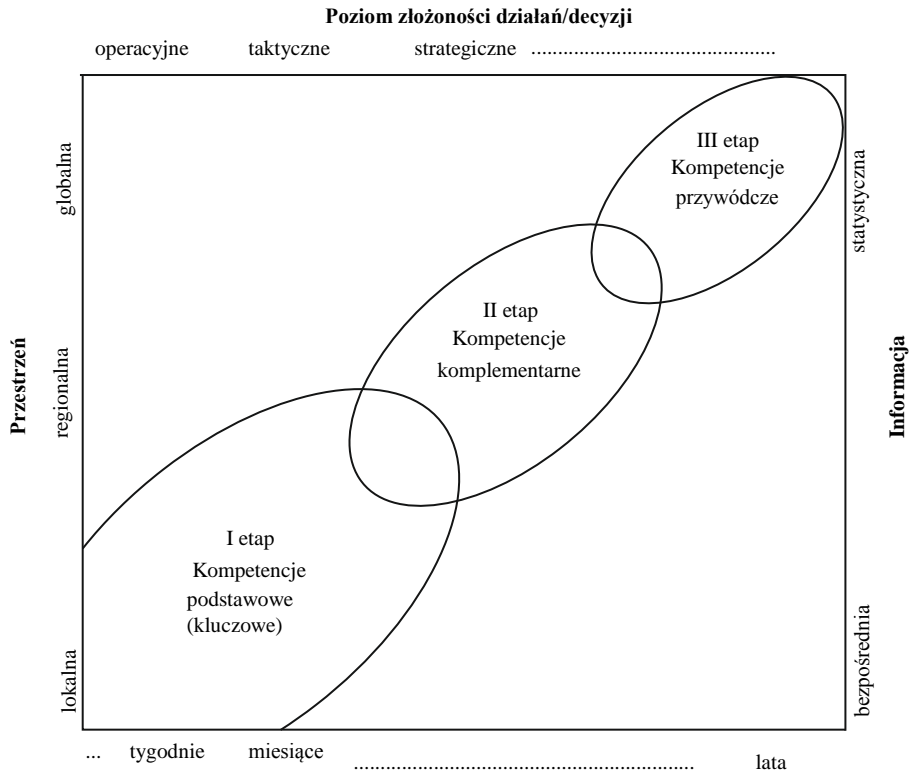 Poziom złożoności działań/decyzji
operacyjne taktyczne strategiczne ............................................
globalna
regionalna
lokalna
Przestrzeń
III etap
Kompetencje
przywódcze
II etap
Kompetencje
komplementarne
I etap
Kompetencje
podstawowe
(kluczowe)
statystyczna
bezpośrednia
Informacja
... tygodnie miesiące ............................................................. lata